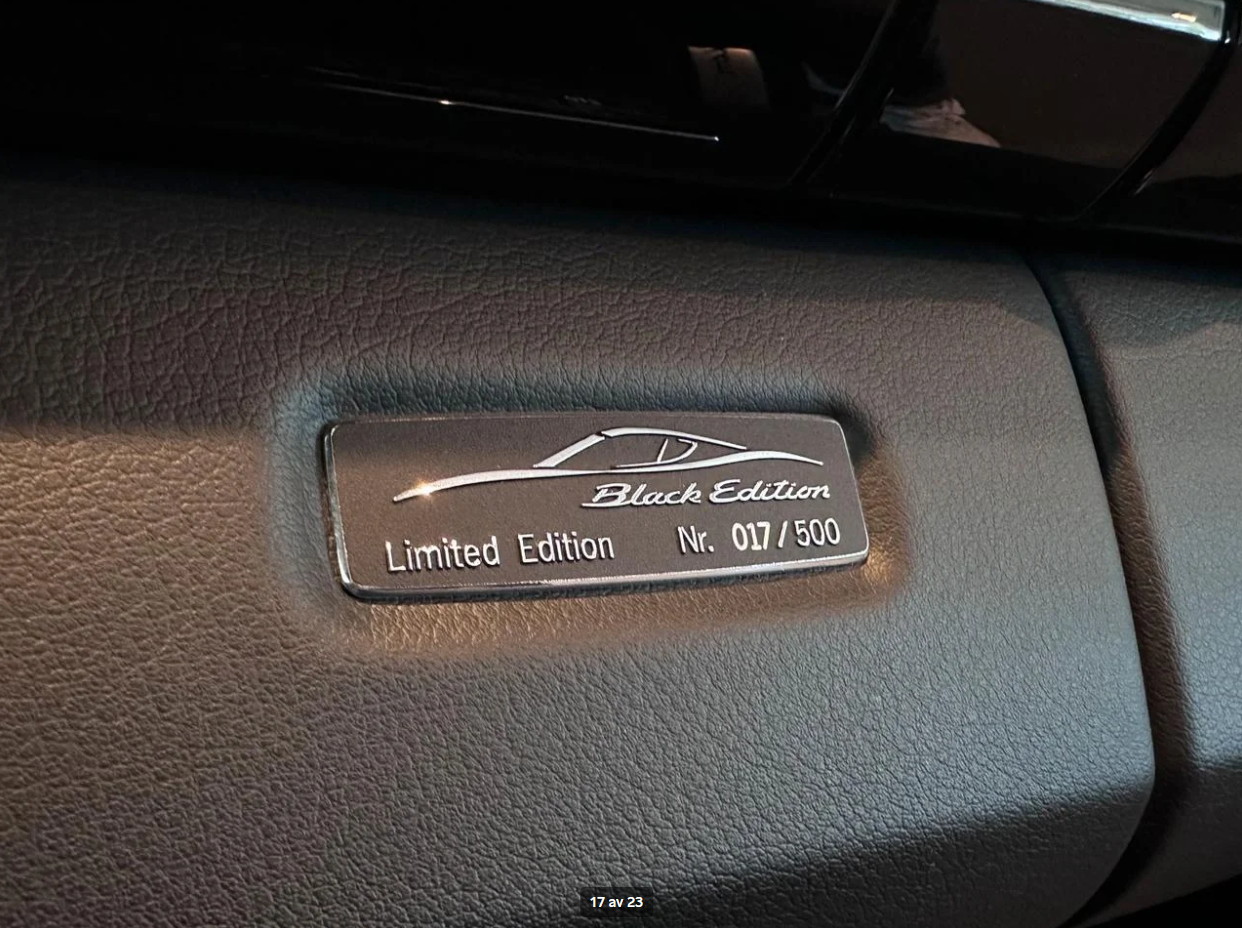 Black Edition
Limited Edition Nr. 017/500
17 av 23